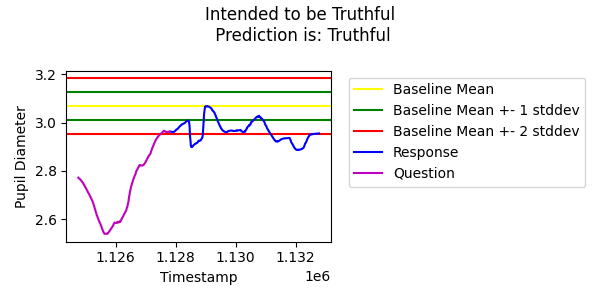 Intended to be Truthful
Prediction is: Truthful
3.2
3.0
2.8
2.6
Pupil Diameter
1.126
1.128
1.130
1.132
1e6
Timestamp
Baseline Mean
Baseline Mean +- 1 stddev
Baseline Mean +- 2 stddev
Response
Question